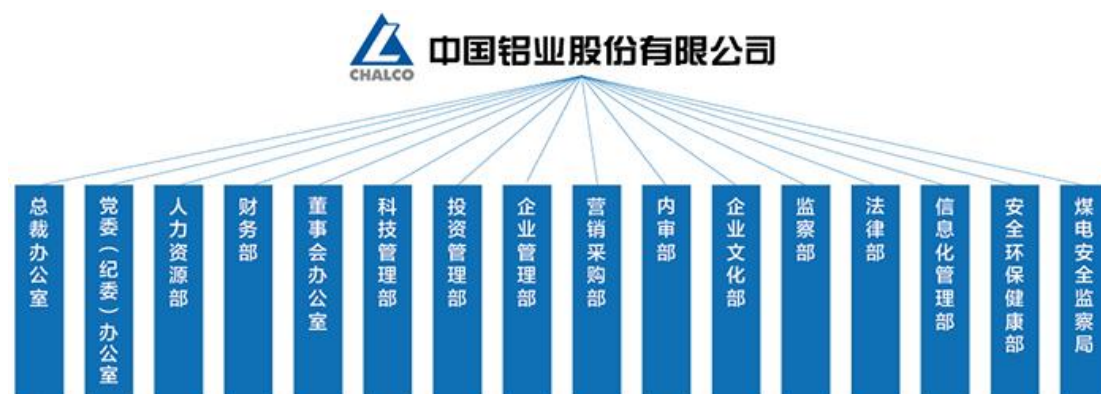 CHALCO
中国铝业股份有限公司
总裁办公室
党委（纪委）办公室
人力资源部
财务部
董事会办公室
科技管理部
投资管理部
企业管理部
营销采购部
内审部
企业文化部
监察部
法律部
信息化管理部
安全环保健康部
煤电安全监察局